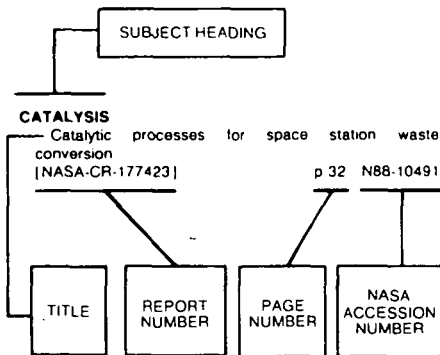 SUBJECT HEADING
CATALYSIS
Catalytic processes for space station waste
conversion
[NASA-CR-177423] p 32 N88-10491
TITLE
REPORT
NUMBER
PAGE
NUMBER
NASA
ACCESSION
NUMBER